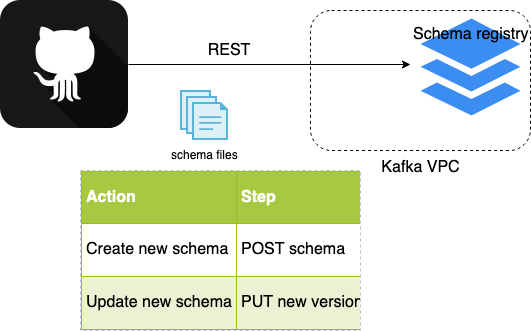 Schema registry
REST
schema files
Kafka VPC
Action Step
Create new schema POST schema
Update new schema PUT new version